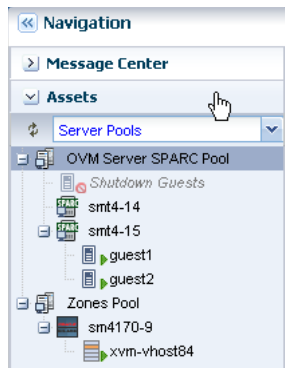 Navigation
Message Center
Assets
Server Pools
OVM Server SPARC Pool
Shutdown Guests
smt4-14
smt4-15
guest1
guest2
Zones Pool
sm4170-9
xvm-vhost84